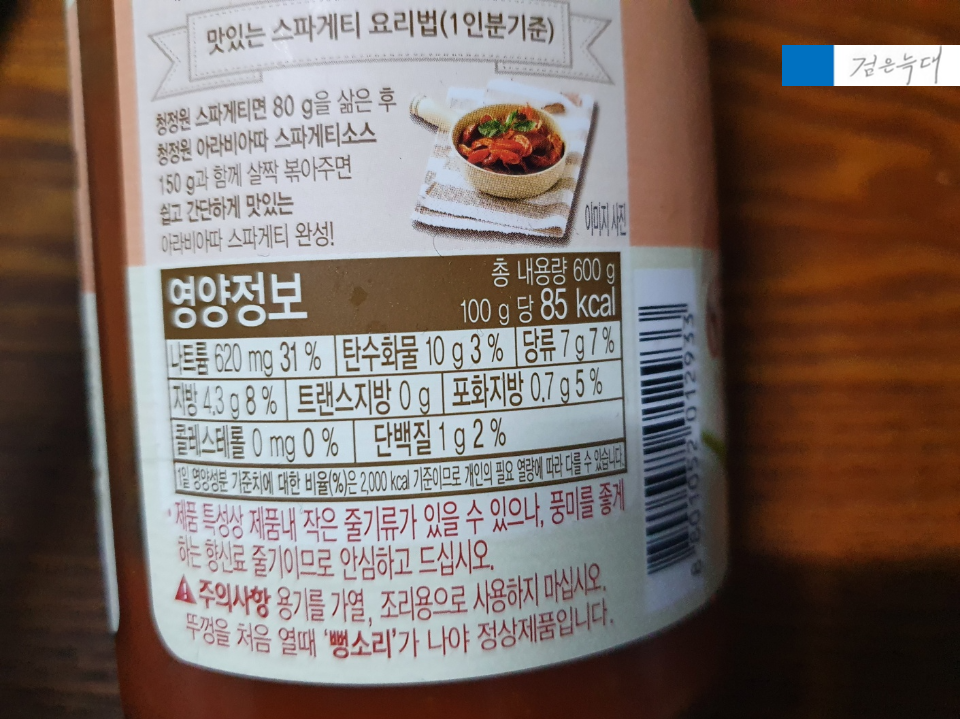 맛있는 스파게티 요리법(1인분기준)
검은늑대
청정원 스파게티면 80 g을 삶은 후
청정원 아라비아따 스파게티소스
150 g과 함께 살짝 볶아주면
쉽고 간단하게 맛있는
아라비아따 스파게티 완성!
이미지 사진
영양정보
총 내용량 600 g
100 g 당 85 kcal
나트륨 620 mg 31 % 탄수화물 10 g 3 % 당류 7 g 7 %
지방 4.3 g 8 % 트랜스지방 0 g 포화지방 0.7 g 5 %
콜레스테롤 0 mg 0 % 단백질 1 g 2 %
1일 영양성분 기준치에 대한 비율(%)은 2,000 kcal 기준이므로 개인의 필요 열량에 따라 다를 수 있습니다
제품 특성상 제품내 작은 줄기류가 있을 수 있으나, 풍미를 좋게
하는 향신료 줄기이므로 안심하고 드십시오.
주의사항 용기를 가열, 조리용으로 사용하지 마십시오.
뚜껑을 처음 열때 '뻥소리'가 나야 정상제품입니다.
8 801052 012933